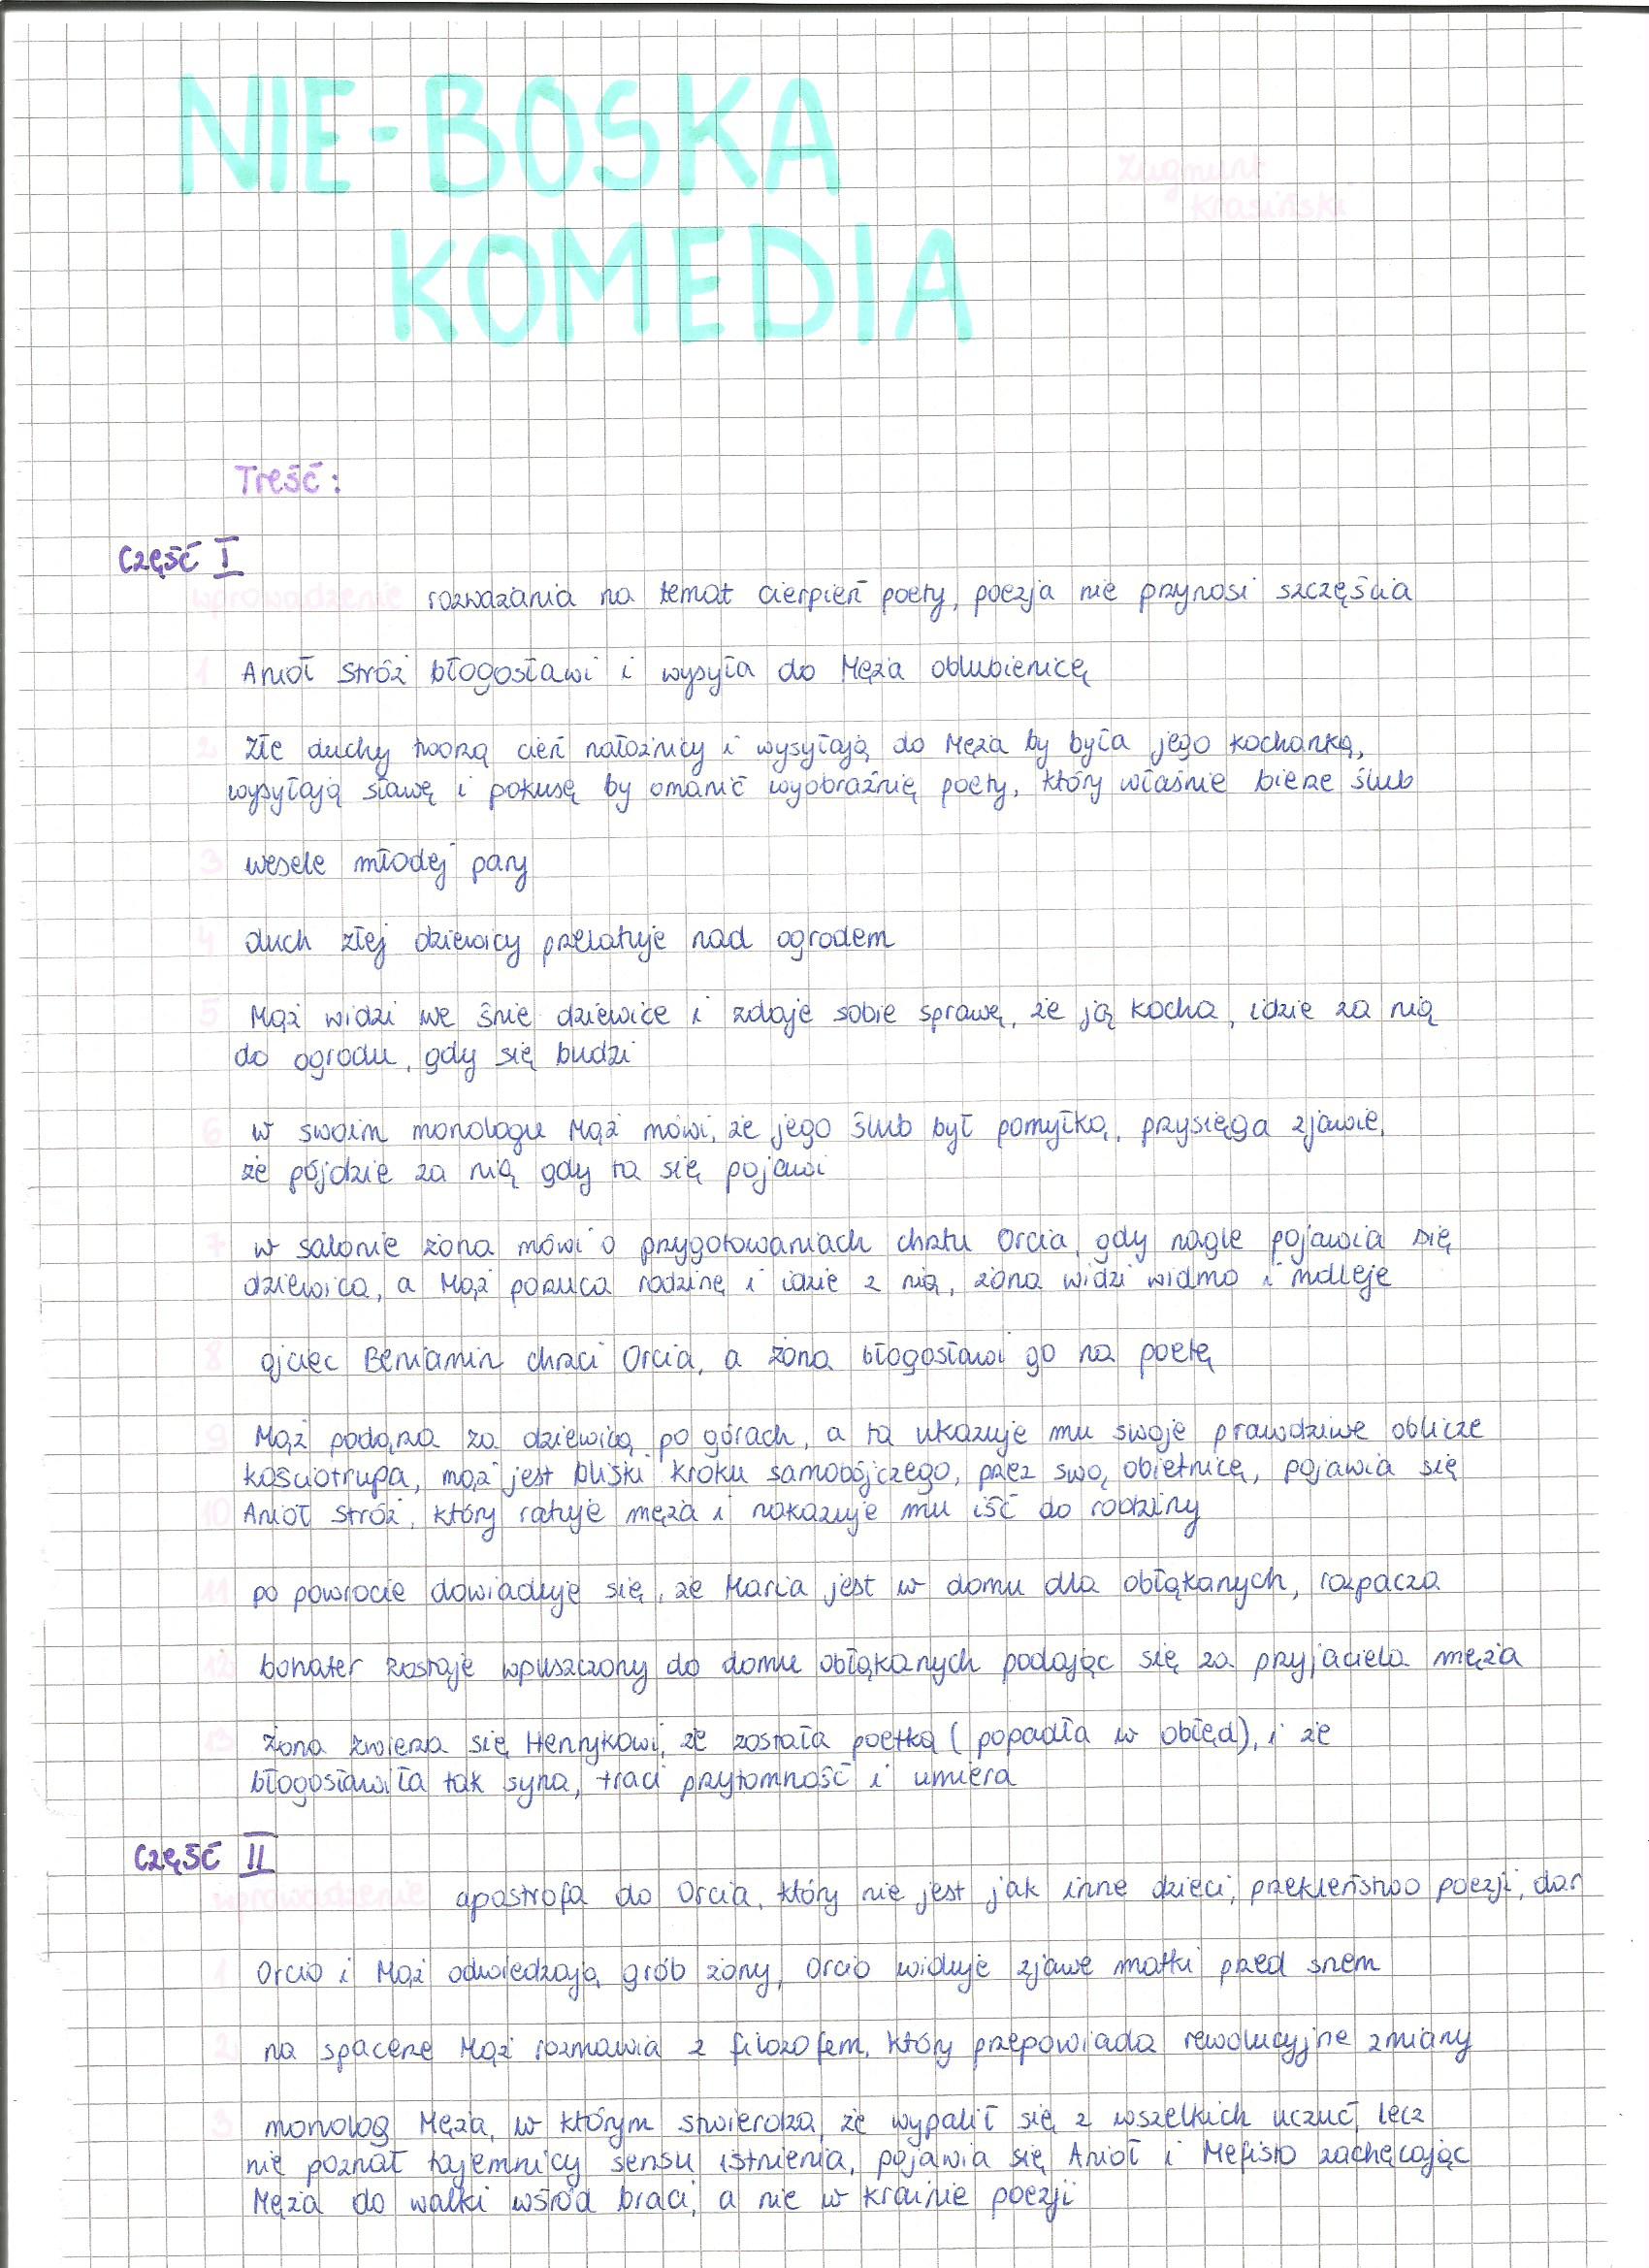 NIE-BOSKA
KOMEDIA
Zygmunt
Krasiński
Treść:
Część I
wprowadzenie rozważania na temat cierpień poety, poezja nie przynosi szczęścia
1 Anioł Stróż błogosławi i wysyła do Męża oblubienicę
2 złe duchy tworzą cień nałożnicy i wysyłają do Męża by była jego kochanką,
wysyłają sławę i pokusę by omanić wyobraźnię poety, który właśnie bierze ślub
3 wesele młodej pary
4 duch złej dziewicy przelatuje nad ogrodem
5 Mąż widzi we śnie dziewice i zdaje sobie sprawę, że ją kocha, idzie za nią
do ogrodu, gdy się budzi
6 w swoim monologu Mąż mówi, że jego ślub był pomyłką, przysięga zjawie,
że pójdzie za nią gdy ta się pojawi
7 w salonie żona mówi o przygotowaniach chrztu Orcia, gdy nagle pojawia się
dziewica, a Mąż porzuca rodzinę i idzie z nią, żona widzi widmo i mdleje
8 ojciec Beniamin chrzci Orcia, a żona błogosławi go na poetę
9 Mąż podąża za dziewicą po górach, a ta ukazuje mu swoje prawdziwe oblicze
kościotrupa, mąż jest bliski kroku samobójczego, przez swą obietnicę, pojawia się
10 Anioł Stróż, który ratuje męża i nakazuje mu iść do rodziny
11 po powrocie dowiaduje się, że Maria jest w domu dla obłąkanych, rozpacza
12 bohater zostaje wpuszczony do domu obłąkanych podając się za przyjaciela męża
13 żona zwierza się Henrykowi, że została poetką (popadła w obłęd), i że
błogosławiła tak syna, traci przytomność i umiera
Część II
wprowadzenie apostrofa do Orcia, który nie jest jak inne dzieci, przekleństwo poezji, dar
1 Orcio i Mąż odwiedzają grób żony, Orcio widuje zjawe matki przed snem
2 na spacerze Mąż rozmawia z filozofem, który przepowiada rewolucyjne zmiany
3 monolog Męża, w którym stwierdza, że wypalił się z wszelkich uczuć, lecz
nie poznał tajemnicy sensu istnienia, pojawia się Anioł i Mefisto zachęcając
Męża do walki wśród braci, a nie w krainie poezji